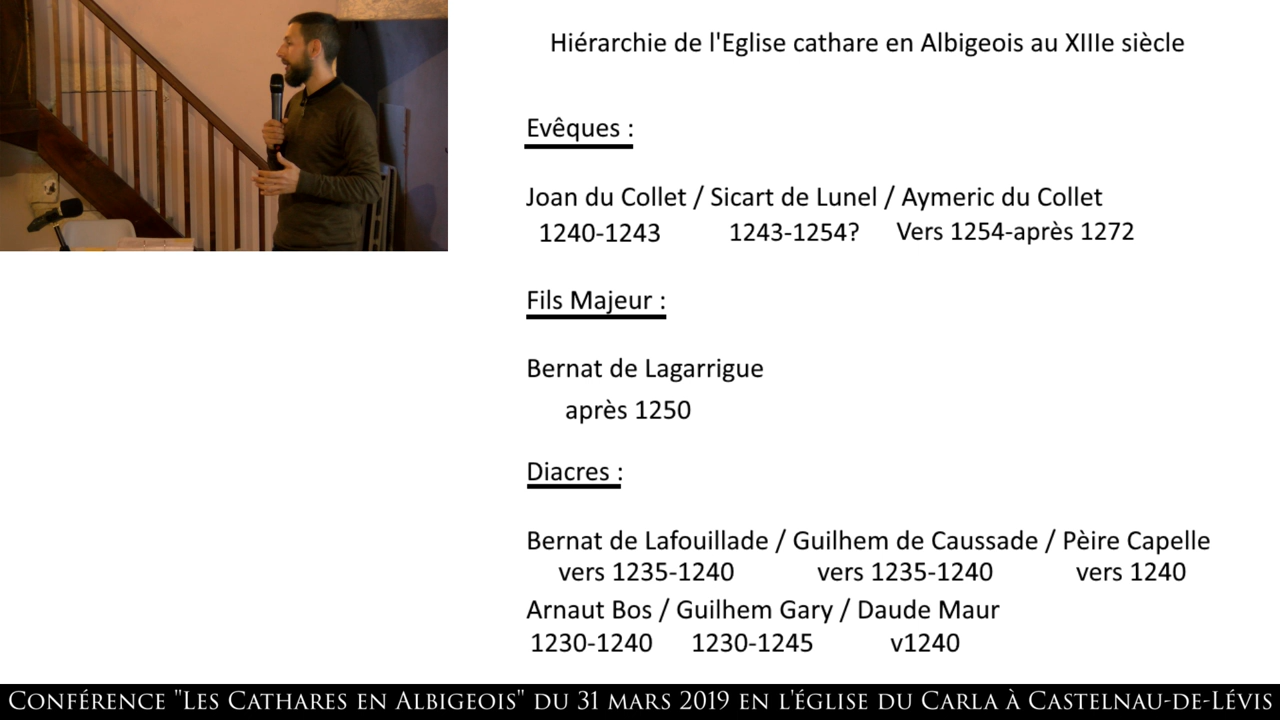 Hiérarchie de l'Eglise cathare en Albigeois au XIIIe siècle
Evêques :
Joan du Collet / Sicart de Lunel / Aymeric du Collet
1240-1243 1243-1254? Vers 1254-après 1272
Fils Majeur :
Bernat de Lagarrigue
après 1250
Diacres :
Bernat de Lafouillade / Guilhem de Caussade / Pèire Capelle
vers 1235-1240 vers 1235-1240 vers 1240
Arnaut Bos / Guilhem Gary / Daude Maur
1230-1240 1230-1245 v1240
Conférence "Les Cathares en Albigeois" du 31 mars 2019 en l'église du Carla à Castelnau-de-Lévis